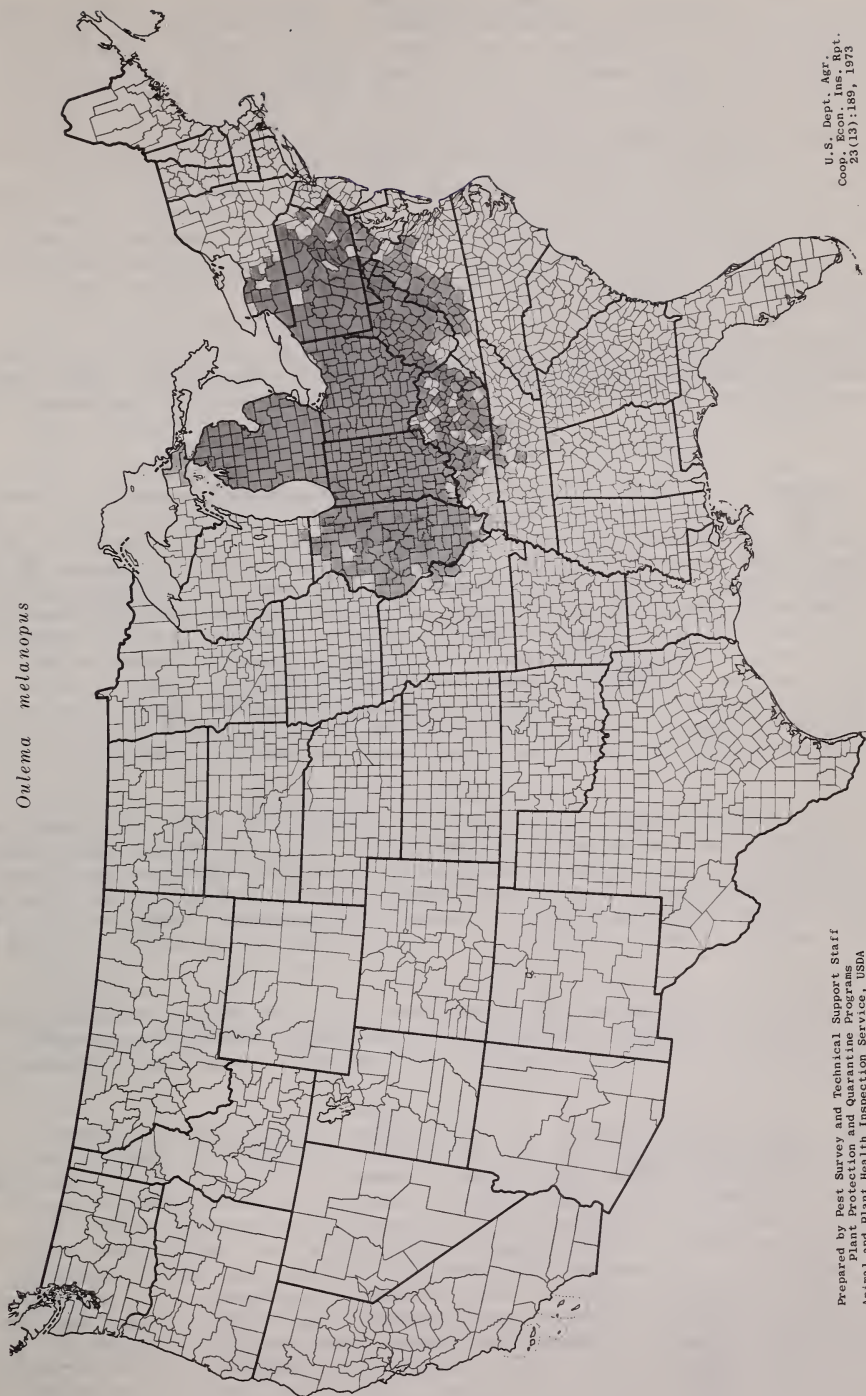 Oulema melanopus
U.S. Dept. Agr.
Coop. Econ. Ins. Rpt.
23(13):189, 1973
Prepared by Pest Survey and Technical Support Staff
Plant Protection and Quarantine Programs
Animal and Plant Health Inspection Service, USDA